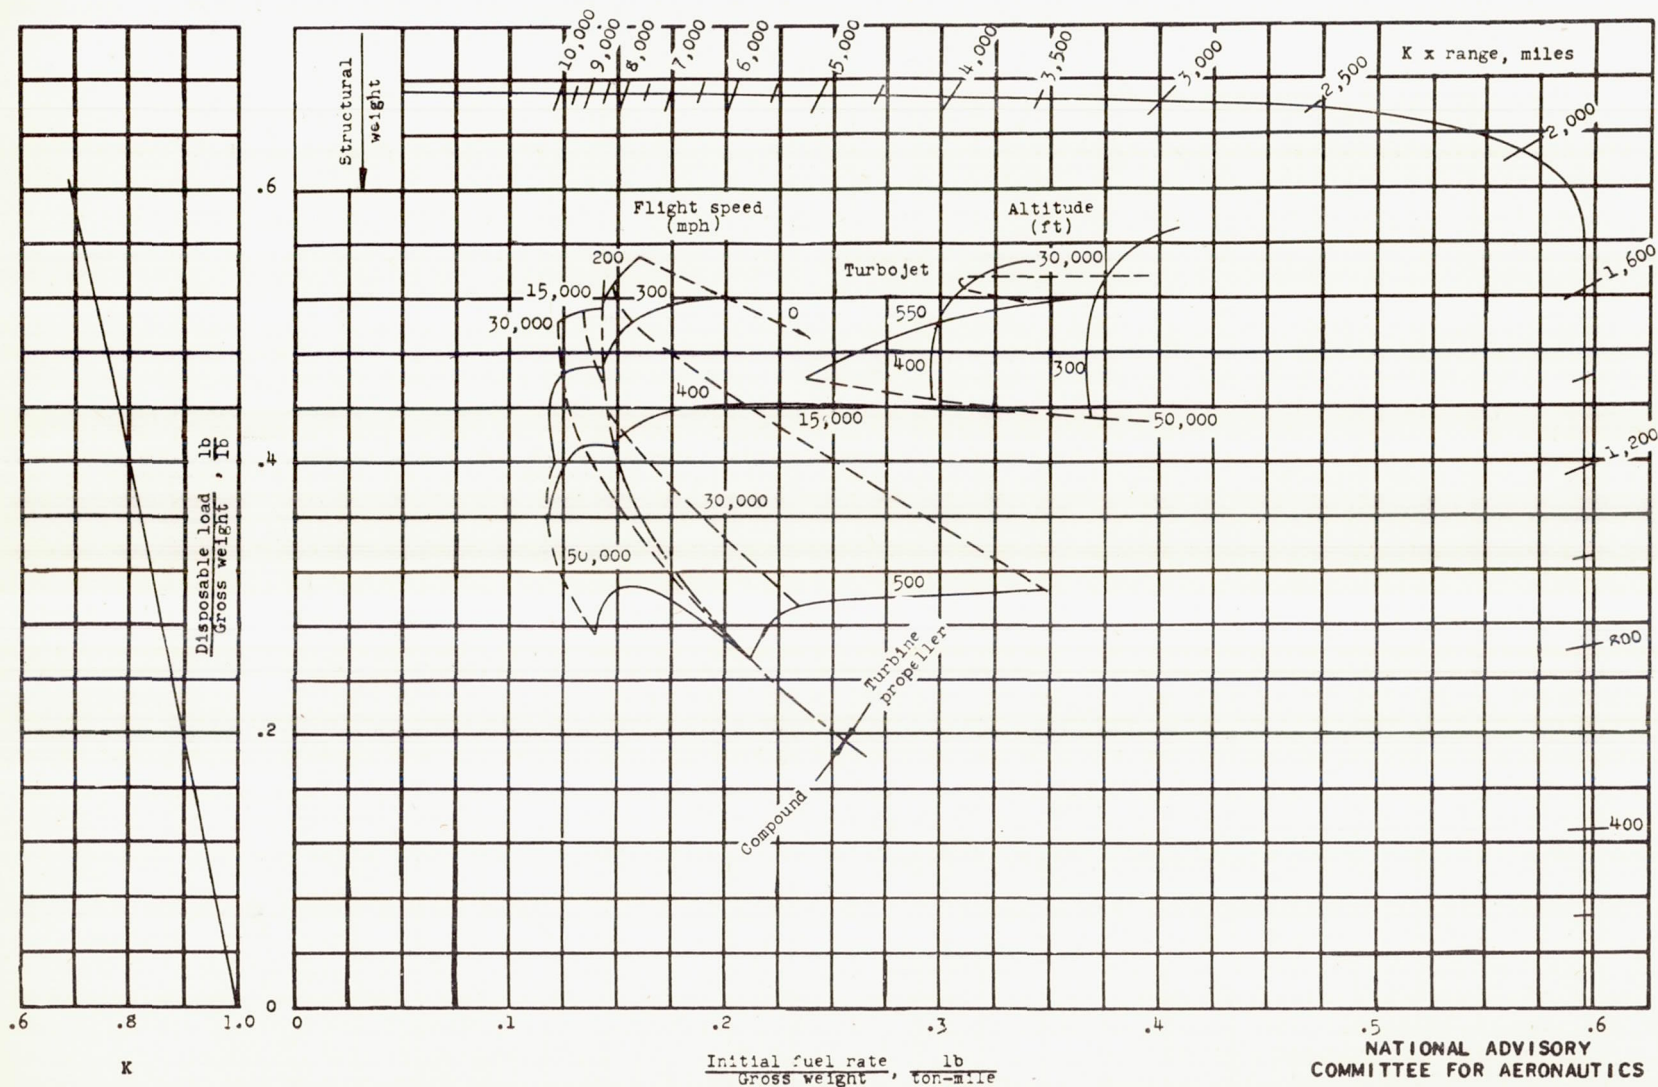 10,000
9,000
8,000
7,000
6,000
5,000
4,000
3,500
3,000
2,500
K x range, miles
2,000
1,600
1,200
800
400
Structural
weight
.6
.4
.2
0
Disposable load
Gross weight
, lb
lb
Flight speed
(mph)
Altitude
(ft)
200
Turbojet
30,000
15,000
300
0
550
30,000
400
300
400
15,000
50,000
30,000
50,000
500
Turbine
propeller
Compound
.6
.8
1.0
0
.1
.2
.3
.4
.5
.6
K
Initial fuel rate
Gross weight
, lb
ton-mile
NATIONAL ADVISORY
COMMITTEE FOR AERONAUTICS